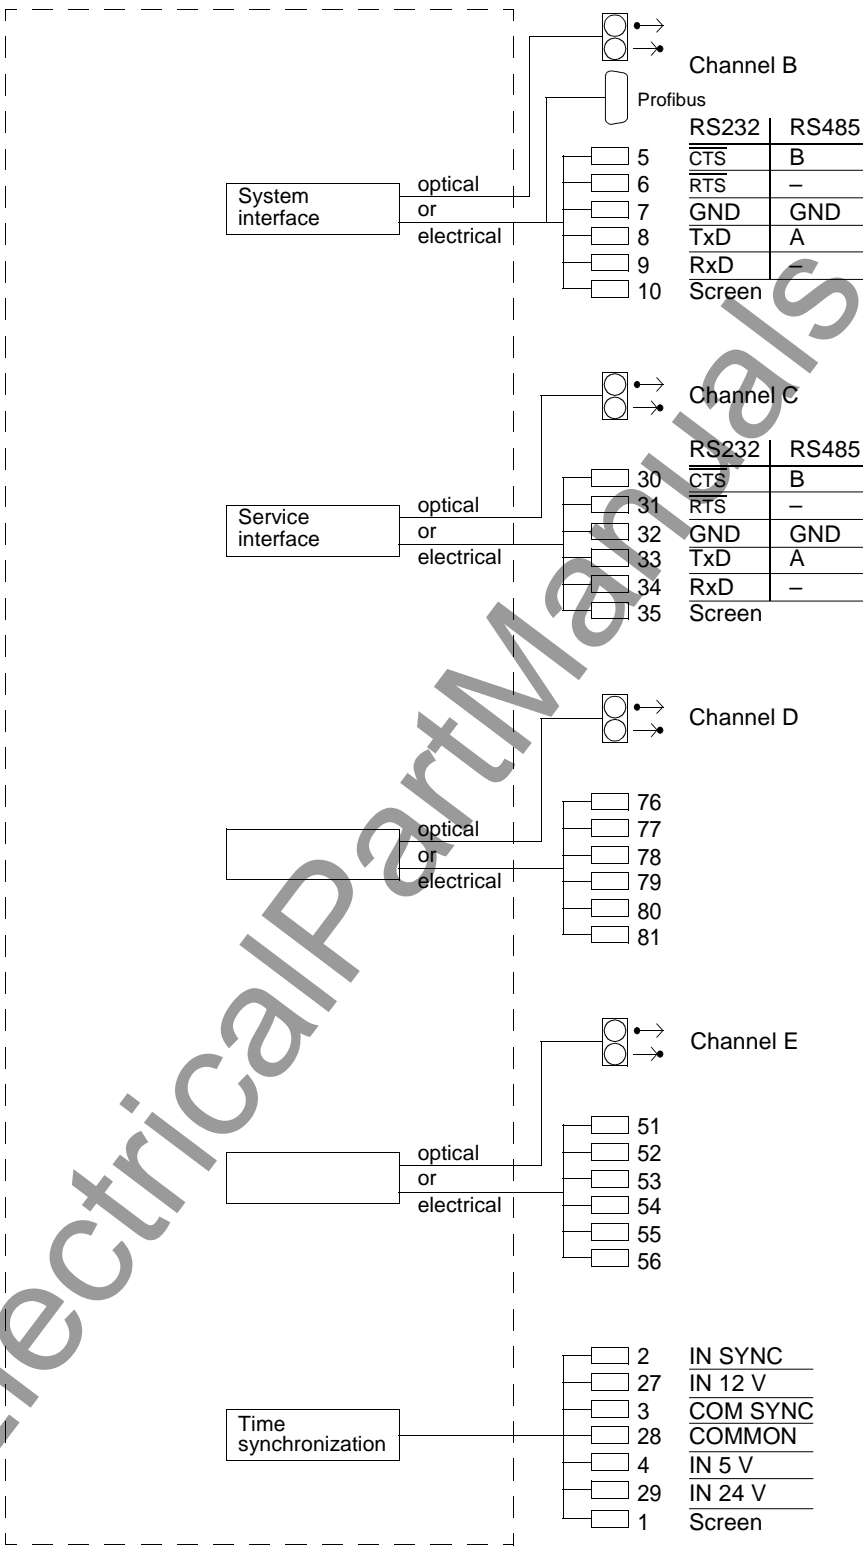 Channel B
Profibus
RS232 RS485
5 CTS B
System interface
optical
or
electrical
6 RTS –
7 GND GND
8 TxD A
9 RxD –
10 Screen
Channel C
RS232 RS485
30 CTS B
31 RTS –
Service interface
optical
or
electrical
32 GND GND
33 TxD A
34 RxD –
35 Screen
Channel D
76
77
optical
or
electrical
78
79
80
81
Channel E
51
52
optical
or
electrical
53
54
55
56
2 IN SYNC
27 IN 12 V
3 COM SYNC
Time
synchronization
28 COMMON
4 IN 5 V
29 IN 24 V
1 Screen
ElectricalPartManuals